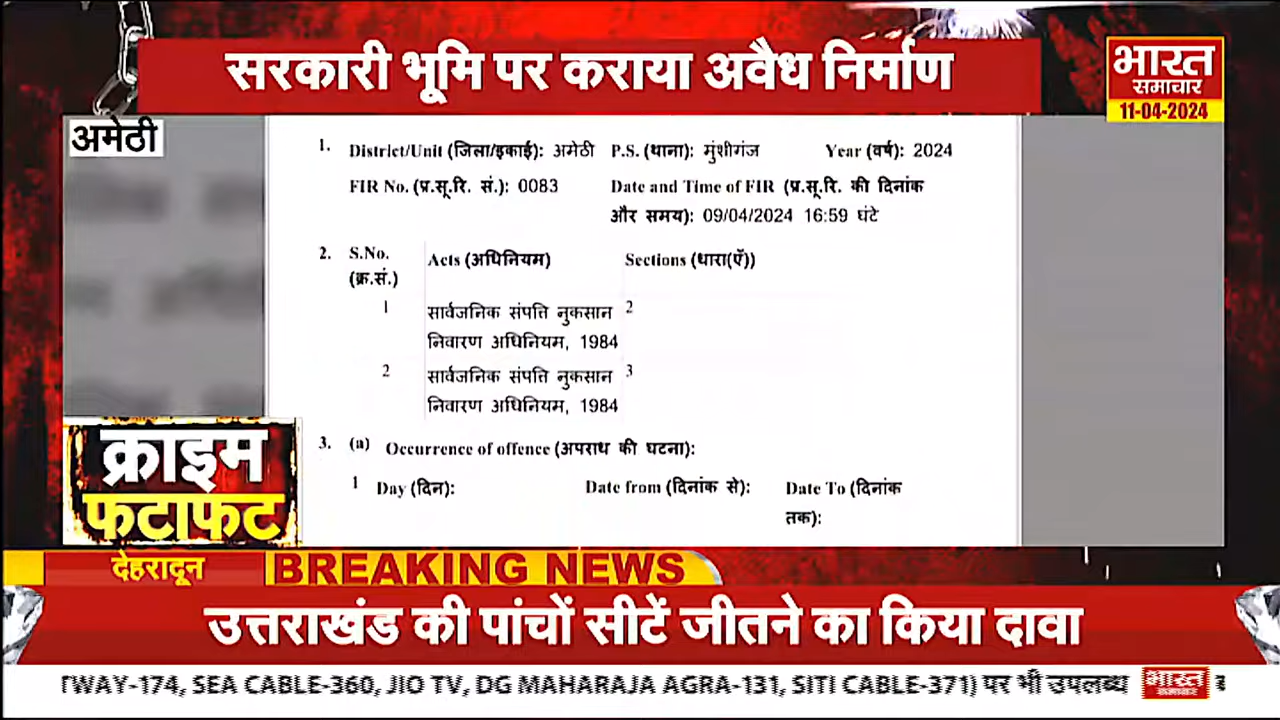 सरकारी भूमि पर कराया अवैध निर्माण
भारत
समाचार
11-04-2024
अमेठी
1. District/Unit (जिला/इकाई): अमेठी P.S. (थाना): मुंशीगंज Year (वर्ष): 2024
FIR No. (प्र.सू.रि. सं.): 0083 Date and Time of FIR (प्र.सू.रि. की दिनांक
और समय): 09/04/2024 16:59 घंटे
2. S.No. Acts (अधिनियम) Sections (धारा(एँ))
(क्र.सं.)
1 सार्वजनिक संपत्ति नुकसान 2
निवारण अधिनियम, 1984
2 सार्वजनिक संपत्ति नुकसान 3
निवारण अधिनियम, 1984
3. (a) Occurrence of offence (अपराध की घटना):
1 Day (दिन): Date from (दिनांक से): Date To (दिनांक
तक):
क्राइम
फटाफट
देहरादून BREAKING NEWS
उत्तराखंड की पांचों सीटें जीतने का किया दावा
TWAY-174, SEA CABLE-360, JIO TV, DG MAHARAJA AGRA-131, SITI CABLE-371) पर भी उपलब्ध भारत समाचार